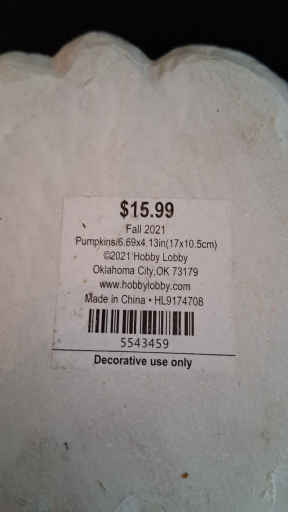 $15.99
Fall 2021
Pumpkins/6.69x4.13in(17x10.5cm)
©2021 Hobby Lobby
Oklahoma City,OK 73179
www.hobbylobby.com
Made in China • HL9174708
5543459
Decorative use only